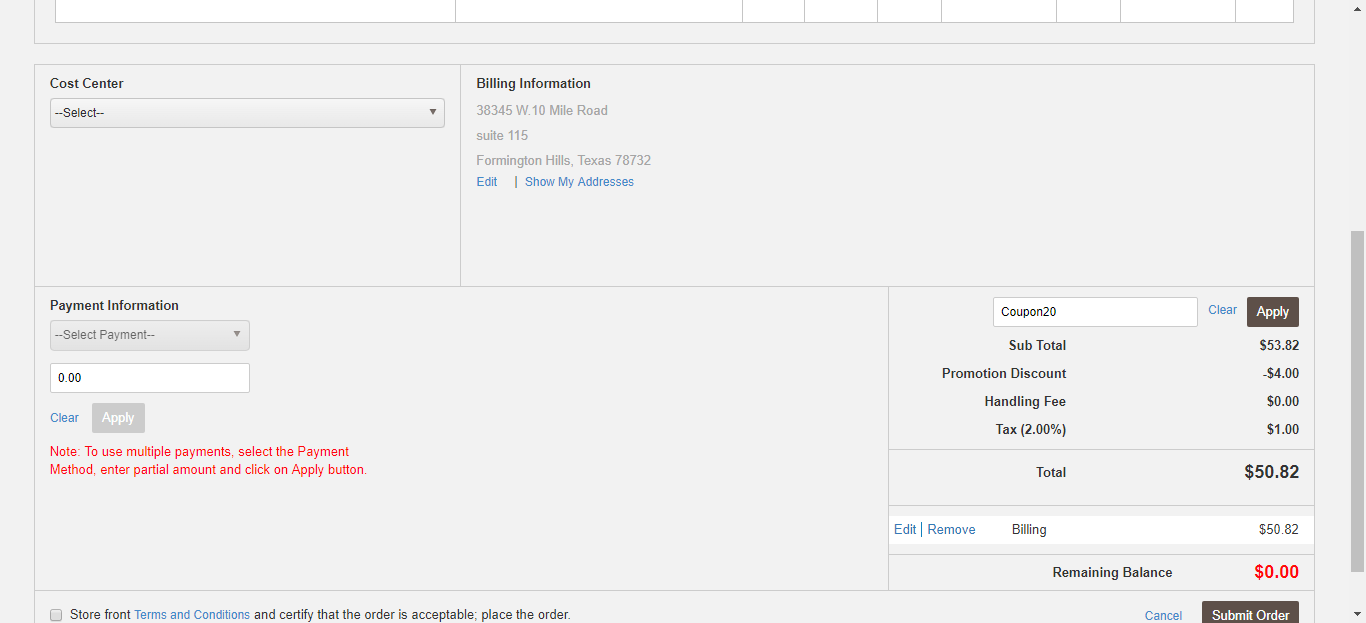 Cost Center
--Select--
Billing Information
38345 W.10 Mile Road
suite 115
Formington Hills, Texas 78732
Edit | Show My Addresses
Payment Information
--Select Payment--
0.00
Clear Apply
Note: To use multiple payments, select the Payment
Method, enter partial amount and click on Apply button.
Coupon20 Clear Apply
Sub Total $53.82
Promotion Discount -$4.00
Handling Fee $0.00
Tax (2.00%) $1.00
Total $50.82
Edit | Remove Billing $50.82
Remaining Balance $0.00
Store front Terms and Conditions and certify that the order is acceptable; place the order.
Cancel Submit Order